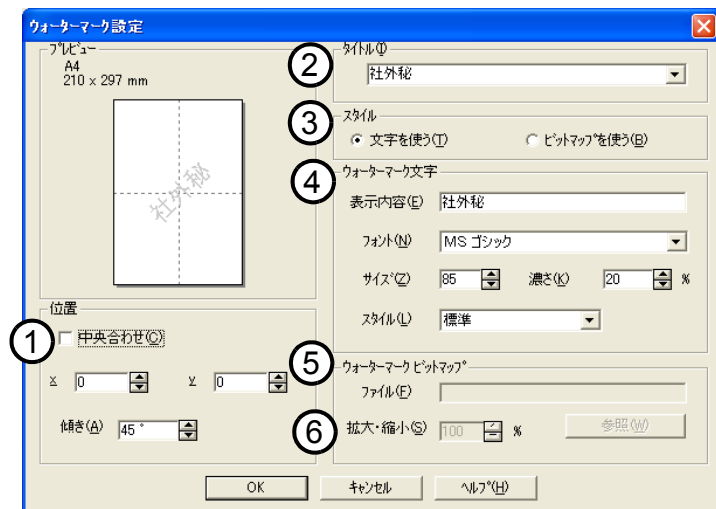 ウォーターマーク設定
プレビュー
A4
210 × 297 mm
社外秘
位置
① 中央合わせ(C)
X 0 Y 0
傾き(A) 45 °
② タイトル(I)
社外秘
③ スタイル
文字を使う(T) ビットマップを使う(B)
④ ウォーターマーク文字
表示内容(E) 社外秘
フォント(N) MS ゴシック
サイズ(Z) 85 濃さ(K) 20 %
スタイル(L) 標準
⑤ ウォーターマーク ビットマップ
ファイル(F)
⑥ 拡大・縮小(S) 100 % 参照(W)
OK キャンセル ヘルプ(H)